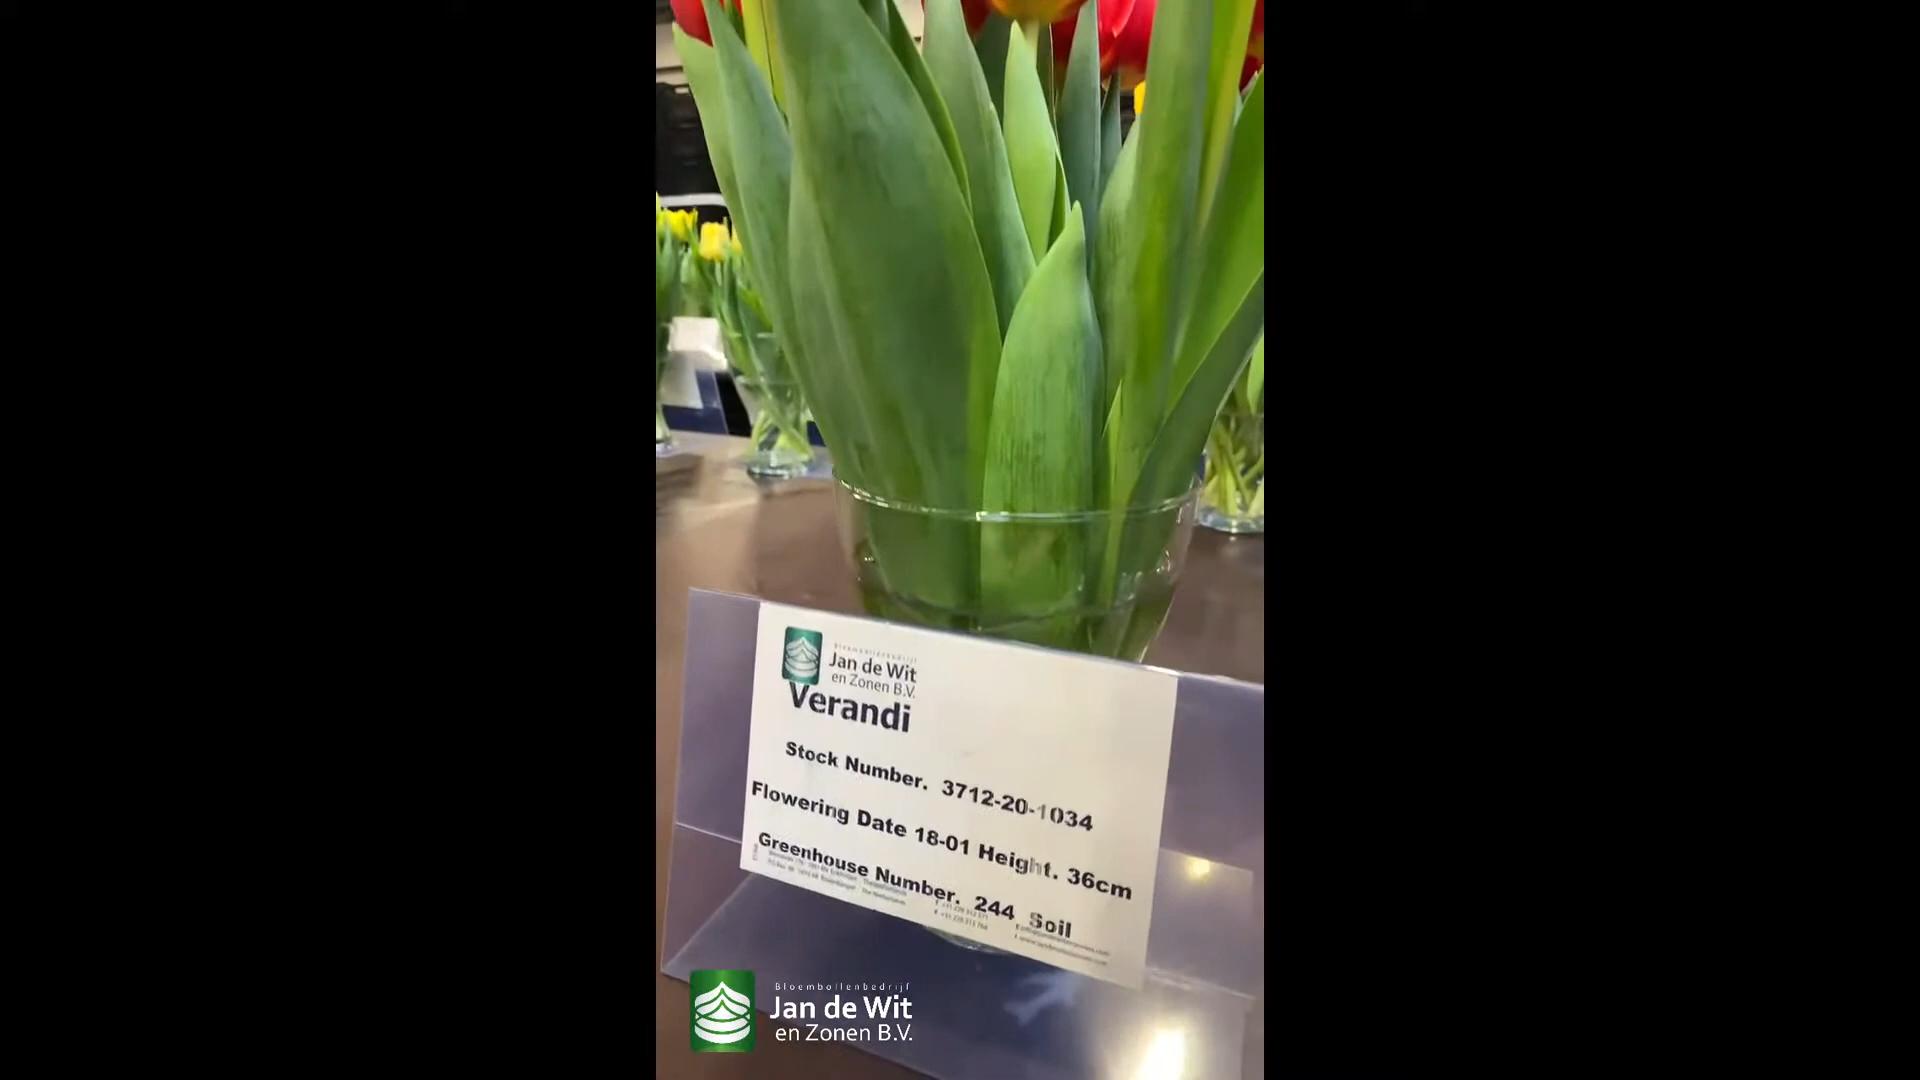 Bloembollenbedrijf
Jan de Wit
en Zonen B.V.
Verandi
Stock Number. 3712-20-1034
Flowering Date 18-01 Height. 36cm
Greenhouse Number. 244 Soil
Bloembollenbedrijf
Jan de Wit
en Zonen B.V.